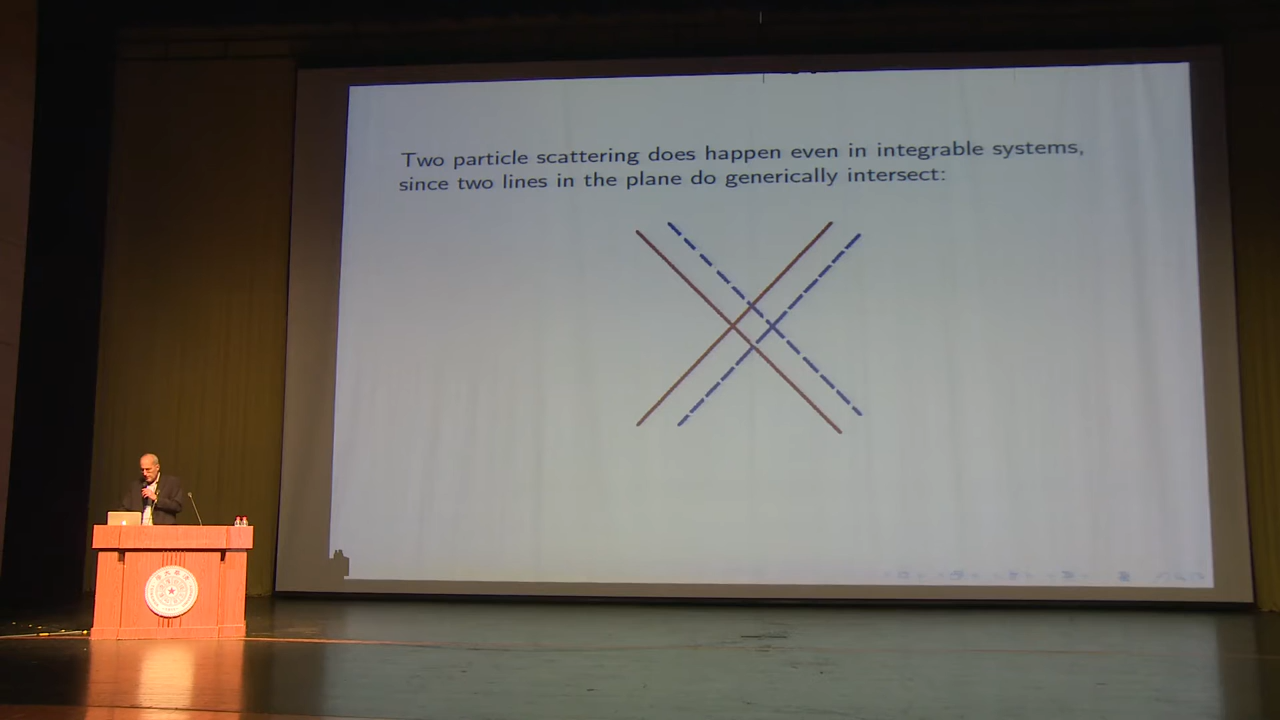 Two particle scattering does happen even in integrable systems,
since two lines in the plane do generically intersect: